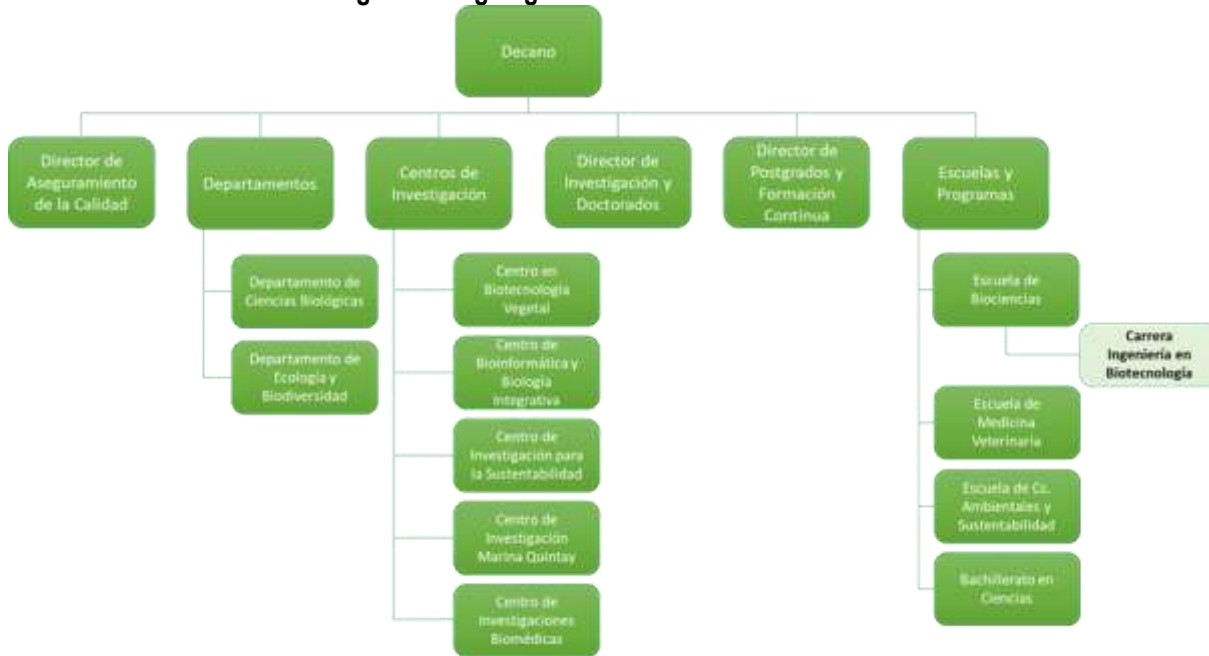 Decano
Director de
Aseguramiento
de la Calidad
Departamentos
Centros de
Investigación
Director de
Investigación y
Doctorados
Director de
Postgrados y
Formación
Continua
Escuelas y
Programas
Departamento de
Ciencias Biológicas
Departamento de
Ecología y
Biodiversidad
Centro en
Biotecnología
Vegetal
Centro de
Bioinformática y
Biología
Integrativa
Centro de
Investigación para
la Sustentabilidad
Centro de
Investigación
Marina Quintay
Centro de
Investigaciones
Biomédicas
Escuela de
Biociencias
Carrera
Ingeniería en
Biotecnología
Escuela de
Medicina
Veterinaria
Escuela de Cs.
Ambientales y
Sustentabilidad
Bachillerato en
Ciencias